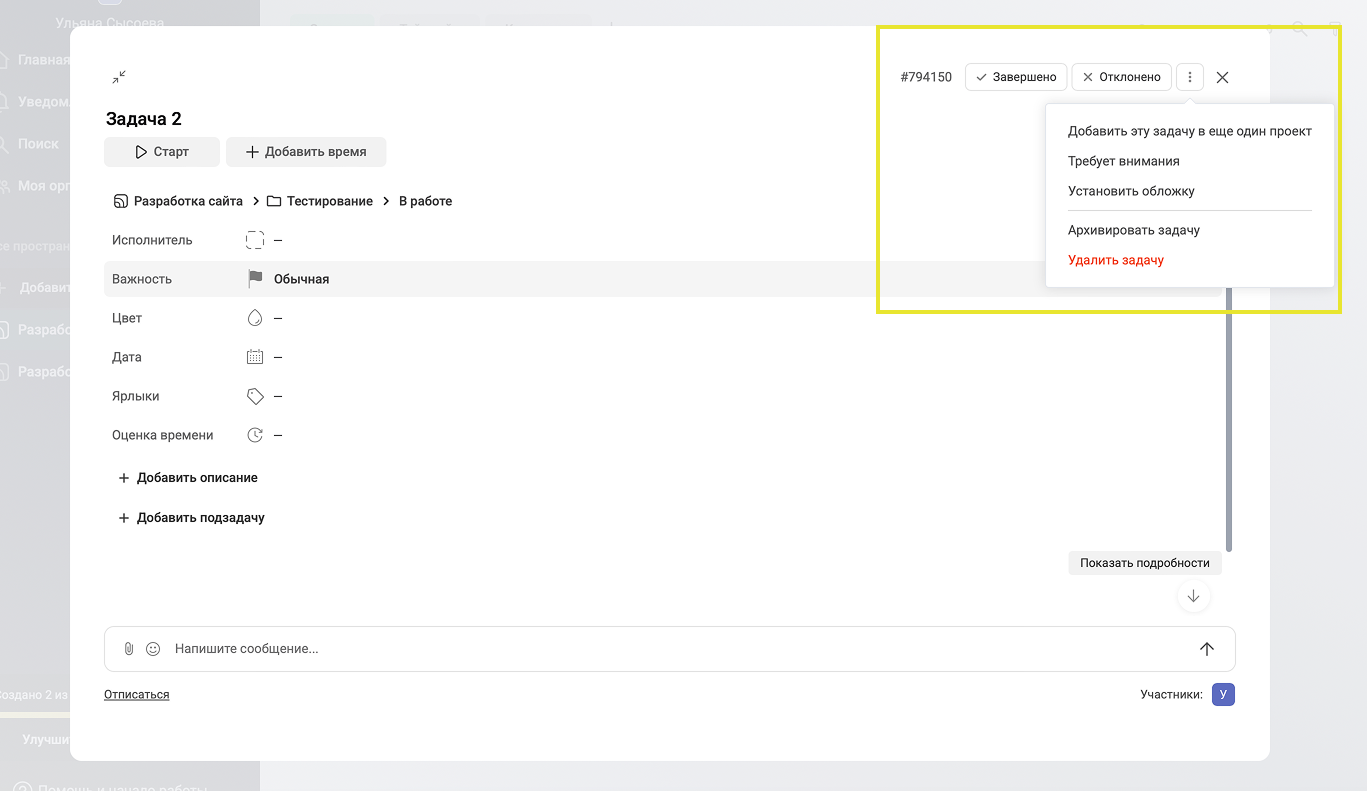 Ульяна Сысоева
Главная
Уведом
Поиск
Моя орг
се простран
Добавит
Разрабо
Разрабо
оздано 2 из
Улучши
Помощь и начало работы
#794150
Завершено
Отклонено
Добавить эту задачу в еще один проект
Требует внимания
Установить обложку
Архивировать задачу
Удалить задачу
Задача 2
Старт
Добавить время
Разработка сайта > Тестирование > В работе
Исполнитель –
Важность Обычная
Цвет –
Дата –
Ярлыки –
Оценка времени –
+ Добавить описание
+ Добавить подзадачу
Показать подробности
Напишите сообщение...
Отписаться
Участники: У